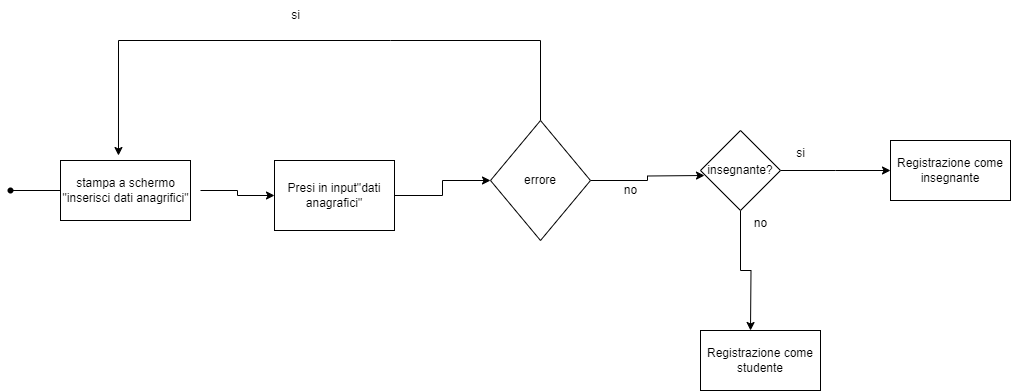 si
stampa a schermo
"inserisci dati anagrifici"
Presi in input"dati
anagrafici"
errore
no
insegnante?
si
Registrazione come
insegnante
no
Registrazione come
studente